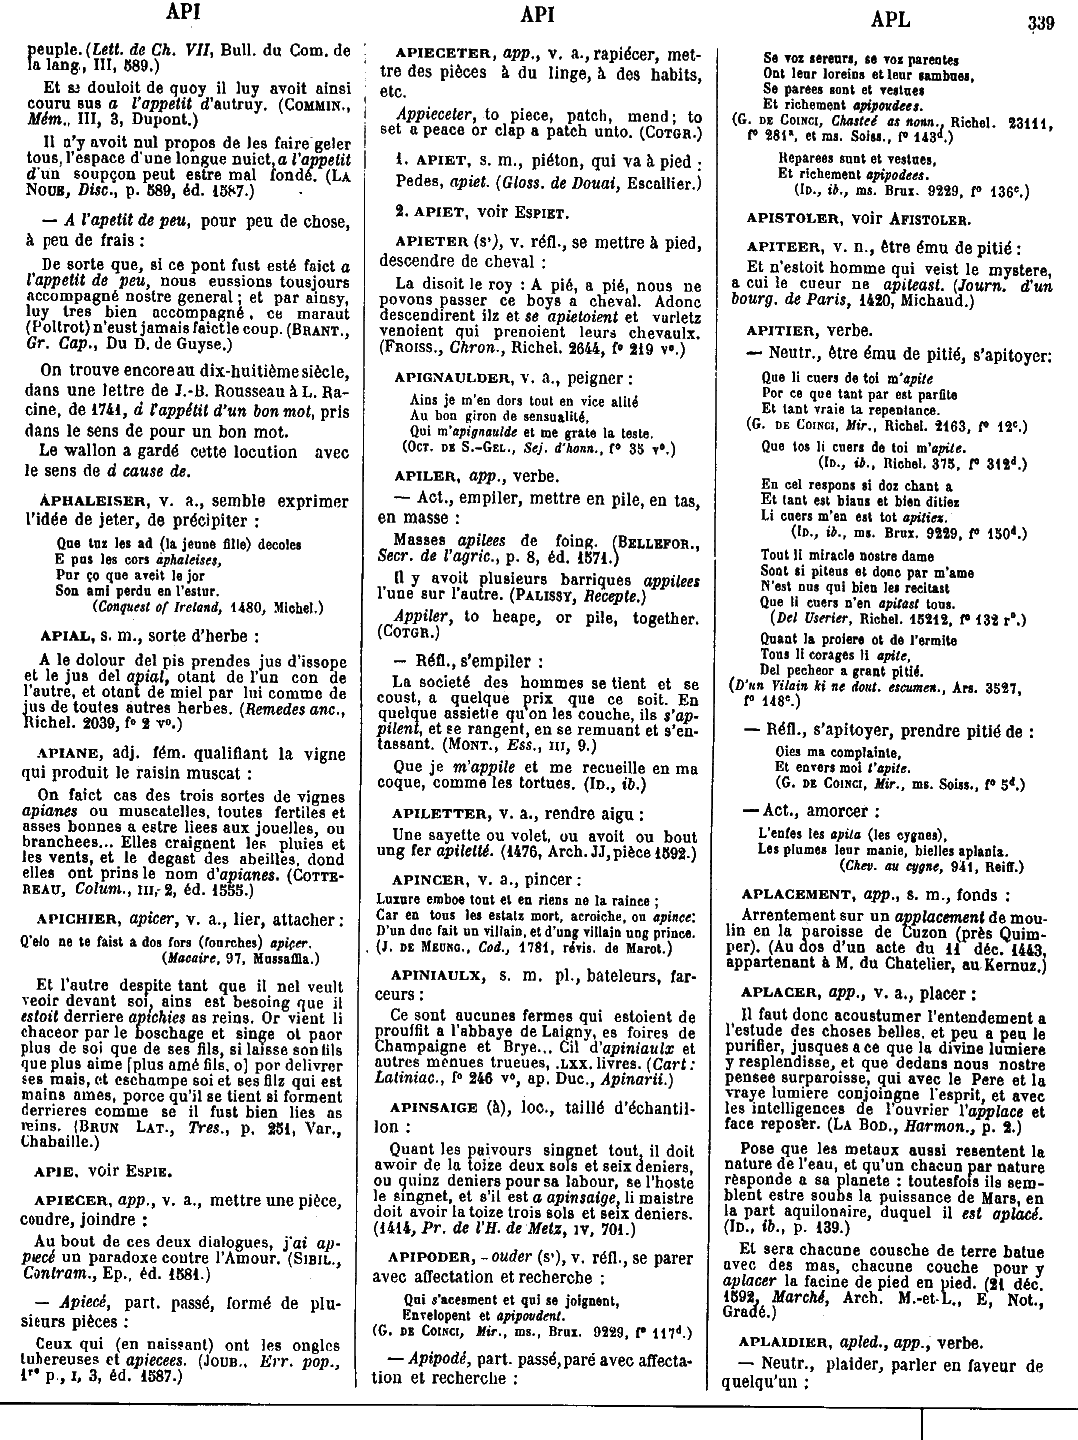 API
API
APL
339
peuple. (Lett. de Ch. VII, Bull. du Com. de
la lang., III, 589.)
Et se douloit de quoy il luy avoit ainsi
couru sus a l'appetit d'autruy. (COMMIN.,
Mém., III, 3, Dupont.)
Il n'y avoit nul propos de les faire geler
tous, l'espace d'une longue nuict, a l'appetit
d'un soupçon peut estre mal fondé. (LA
NOUE, Disc., p. 589, éd. 1587.)
— A l'apetit de peu, pour peu de chose,
à peu de frais :
De sorte que, si ce pont fust esté faict a
l'appetit de peu, nous eussions tousjours
accompagné nostre general ; et par ainsy,
luy tres bien accompagné, ce maraut
(Poltrot) n'eust jamais faict le coup. (BRANT.,
Gr. Cap., Du D. de Guyse.)
On trouve encore au dix-huitième siècle,
dans une lettre de J.-B. Rousseau à L. Ra-
cine, de 1741, à l'appétit d'un bon mot, pris
dans le sens de pour un bon mot.
Le wallon a gardé cette locution avec
le sens de à cause de.
APHALEISER, v. a., semble exprimer
l'idée de jeter, de précipiter :
Que tuz les ad (la jeune fille) decoles
E pus les cors aphaleises,
Pur ço que aveit le jor
Son ami perdu en l'estur.
(Conquest of Ireland, 1480, Michel.)
APIAL, s. m., sorte d'herbe :
A le dolour del pis prendes jus d'issope
et le jus del apial, otant de l'un con de
l'autre, et otant de miel par lui comme de
jus de toutes autres herbes. (Remedes anc.,
Richel. 2039, f° 2 v°.)
APIANE, adj. fém. qualifiant la vigne
qui produit le raisin muscat :
On faict cas des trois sortes de vignes
apianes ou muscatelles, toutes fertiles et
asses bonnes a estre liees aux jouelles, ou
branchees... Elles craignent les pluies et
les vents, et le degast des abeilles, dond
elles ont prins le nom d'apianes. (COTTE-
REAU, Colum., III, 2, éd. 1555.)
APICHIER, apicer, v. a., lier, attacher :
Q'elo ne te faist a dos fors (fourches) apiçer.
(Macaire, 97, Mussaffia.)
Et l'autre despite tant que il nel veult
veoir devant soi, ains est besoing que il
estoit derriere apichies as reins. Or vient li
chaceor par le boschage et singe ot paor
plus de soi que de ses fils, si laisse son fils
que plus aime [plus amé fils, o] por delivrer
ses mais, et eschampe soi et ses filz qui est
mains ames, porce qu'il se tient si forment
derrieres comme se il fust bien lies as
reins. (BRUN LAT., Tres., p. 251, Var.,
Chabaille.)
APIE, voir ESPIE.
APIECER, app., v. a., mettre une pièce,
coudre, joindre :
Au bout de ces deux dialogues, j'ai ap-
piecé un paradoxe contre l'Amour. (SIBIL.,
Contram., Ep., éd. 1581.)
— Apiecé, part. passé, formé de plu-
sieurs pièces :
Ceux qui (en naissant) ont les ongles
tuhereuses et apiecees. (JOUB., Err. pop.,
1re p., I, 3, éd. 1587.)
APIECETER, app., v. a., rapiécer, met-
tre des pièces à du linge, à des habits,
etc.
Appieceter, to piece, patch, mend ; to
set a peace or clap a patch unto. (COTGR.)
1. APIET, s. m., piéton, qui va à pied :
Pedes, apiet. (Gloss. de Douai, Escallier.)
2. APIET, voir ESPIET.
APIETER (s'), v. réfl., se mettre à pied,
descendre de cheval :
La disoit le roy : A pié, a pié, nous ne
povons passer ce boys a cheval. Adonc
descendirent ilz et se apietoient et varletz
venoient qui prenoient leurs chevaulx.
(FROISS., Chron., Richel. 2644, f° 219 v°.)
APIGNAULDER, v. a., peigner :
Ains je m'en dors tout en vice alité
Au bon giron de sensualité,
Qui m'apignaulde et me grate la teste.
(OCT. DE S.-GEL., Sej. d'honn., f° 35 v°.)
APILER, app., verbe.
— Act., empiler, mettre en pile, en tas,
en masse :
Masses apilees de foing. (BELLEFOR.,
Secr. de l'agric., p. 8, éd. 1571.)
Il y avoit plusieurs barriques appilees
l'une sur l'autre. (PALISSY, Recepte.)
Appiler, to heape, or pile, together.
(COTGR.)
— Réfl., s'empiler :
La societé des hommes se tient et se
coust, a quelque prix que ce soit. En
quelque assiette qu'on les couche, ils s'ap-
pilent, et se rangent, en se remuant et s'en-
tassant. (MONT., Ess., III, 9.)
Que je m'appile et me recueille en ma
coque, comme les tortues. (ID., ib.)
APILETTER, v. a., rendre aigu :
Une sayette ou volet, ou avoit ou bout
ung fer apiletté. (1476, Arch. JJ, pièce 1592.)
APINCER, v. a., pincer :
Luxure emboe tout et en riens ne la raince ;
Car en tous les estatz mort, acroiche, ou apince:
D'un duc fait un villain, et d'ung villain ung prince.
(J. DE MEUNG., Cod., 1781, révis. de Marot.)
APINIAULX, s. m. pl., bateleurs, far-
ceurs :
Ce sont aucunes fermes qui estoient de
prouffit a l'abbaye de Laigny, es foires de
Champaigne et Brye... Cil d'apiniaulx et
autres menues trueues, .LXX. livres. (Cart.
Latiniac., f° 246 v°, ap. Duc., Apinarii.)
APINSAIGE (à), loc., taillé d'échantil-
lon :
Quant les paivours singnet tout, il doit
awoir de la toize deux sols et seix deniers,
ou quinz deniers pour sa labour, se l'hoste
le singnet, et s'il est a apinsaige, li maistre
doit avoir la toize trois sols et seix deniers.
(1414, Pr. de l'H. de Metz, IV, 701.)
APIPODER, -ouder (s'), v. réfl., se parer
avec affectation et recherche :
Qui s'acesment et qui se joignent,
Envelopent et apipoudent.
(G. DE COINCI, Mir., ms., Brux. 9229, f° 117d.)
— Apipodé, part. passé, paré avec affecta-
tion et recherche :
Se voz sereurs, se voz parentes
Ont leur loreins et leur sambues,
Se parees sont et vestues
Et richement apipoudees.
(G. DE COINCI, Chasteé as nonn., Richel. 23111,
f° 281a, et ms. Soiss., f° 143d.)
Reparees sunt et vestues,
Et richement apipodees.
(ID., ib., ms. Brux. 9229, f° 136c.)
APISTOLER, voir AFISTOLER.
APITEER, v. n., être ému de pitié :
Et n'estoit homme qui veist le mystere,
a cui le cueur ne apiteast. (Journ. d'un
bourg. de Paris, 1420, Michaud.)
APITIER, verbe.
— Neutr., être ému de pitié, s'apitoyer:
Que li cuers de toi m'apite
Por ce que tant par est parfite
Et tant vraie ta repentance.
(G. DE COINCI, Mir., Richel. 2163, f° 12c.)
Que tos li cuers de toi m'apite.
(ID., ib., Richel. 375, f° 312d.)
En cel respons si doz chant a
Et tant est biaus et bien ditiez
Li cuers m'en est tot apitiez.
(ID., ib., ms. Brux. 9229, f° 150d.)
Tout li miracle nostre dame
Sont si piteus et donc par m'ame
N'est nus qui bien les recitast
Que li cuers n'en apitast tous.
(Del Userier, Richel. 15212, f° 132 r°.)
Quant la proiere ot de l'ermite
Tous li corages li apite,
Del pecheor a grant pitié.
(D'un Vilain ki ne dout. escumen., Ars. 3527,
f° 148c.)
— Réfl., s'apitoyer, prendre pitié de :
Oies ma complainte,
Et envers moi t'apite.
(G. DE COINCI, Mir., ms. Soiss., f° 5d.)
— Act., amorcer :
L'enfes les apita (les cygnes),
Les plumes leur manie, bielles aplania.
(Chev. au cygne, 941, Reiff.)
APLACEMENT, app., s. m., fonds :
Arrentement sur un applacement de mou-
lin en la paroisse de Cuzon (près Quim-
per). (Au dos d'un acte du 11 déc. 1443,
appartenant à M. du Chatelier, au Kernuz.)
APLACER, app., v. a., placer :
Il faut donc acoustumer l'entendement a
l'estude des choses belles, et peu a peu le
purifier, jusques a ce que la divine lumiere
y resplendisse, et que dedans nous nostre
pensee surparoisse, qui avec le Pere et la
vraye lumiere conjoingne l'esprit, et avec
les intelligences de l'ouvrier l'applace et
face reposer. (LA BOD., Harmon., p. 2.)
Pose que les metaux aussi resentent la
nature de l'eau, et qu'un chacun par nature
rèsponde a sa planete : toutesfois ils sem-
blent estre soubs la puissance de Mars, en
la part aquilonaire, duquel il est aplacé.
(ID., ib., p. 139.)
Et sera chacune cousche de terre batue
avec des mas, chacune couche pour y
aplacer la facine de pied en pied. (21 déc.
1592, Marché, Arch. M.-et-L., E, Not.,
Gradé.)
APLAIDIER, apled., app., verbe.
— Neutr., plaider, parler en faveur de
quelqu'un :